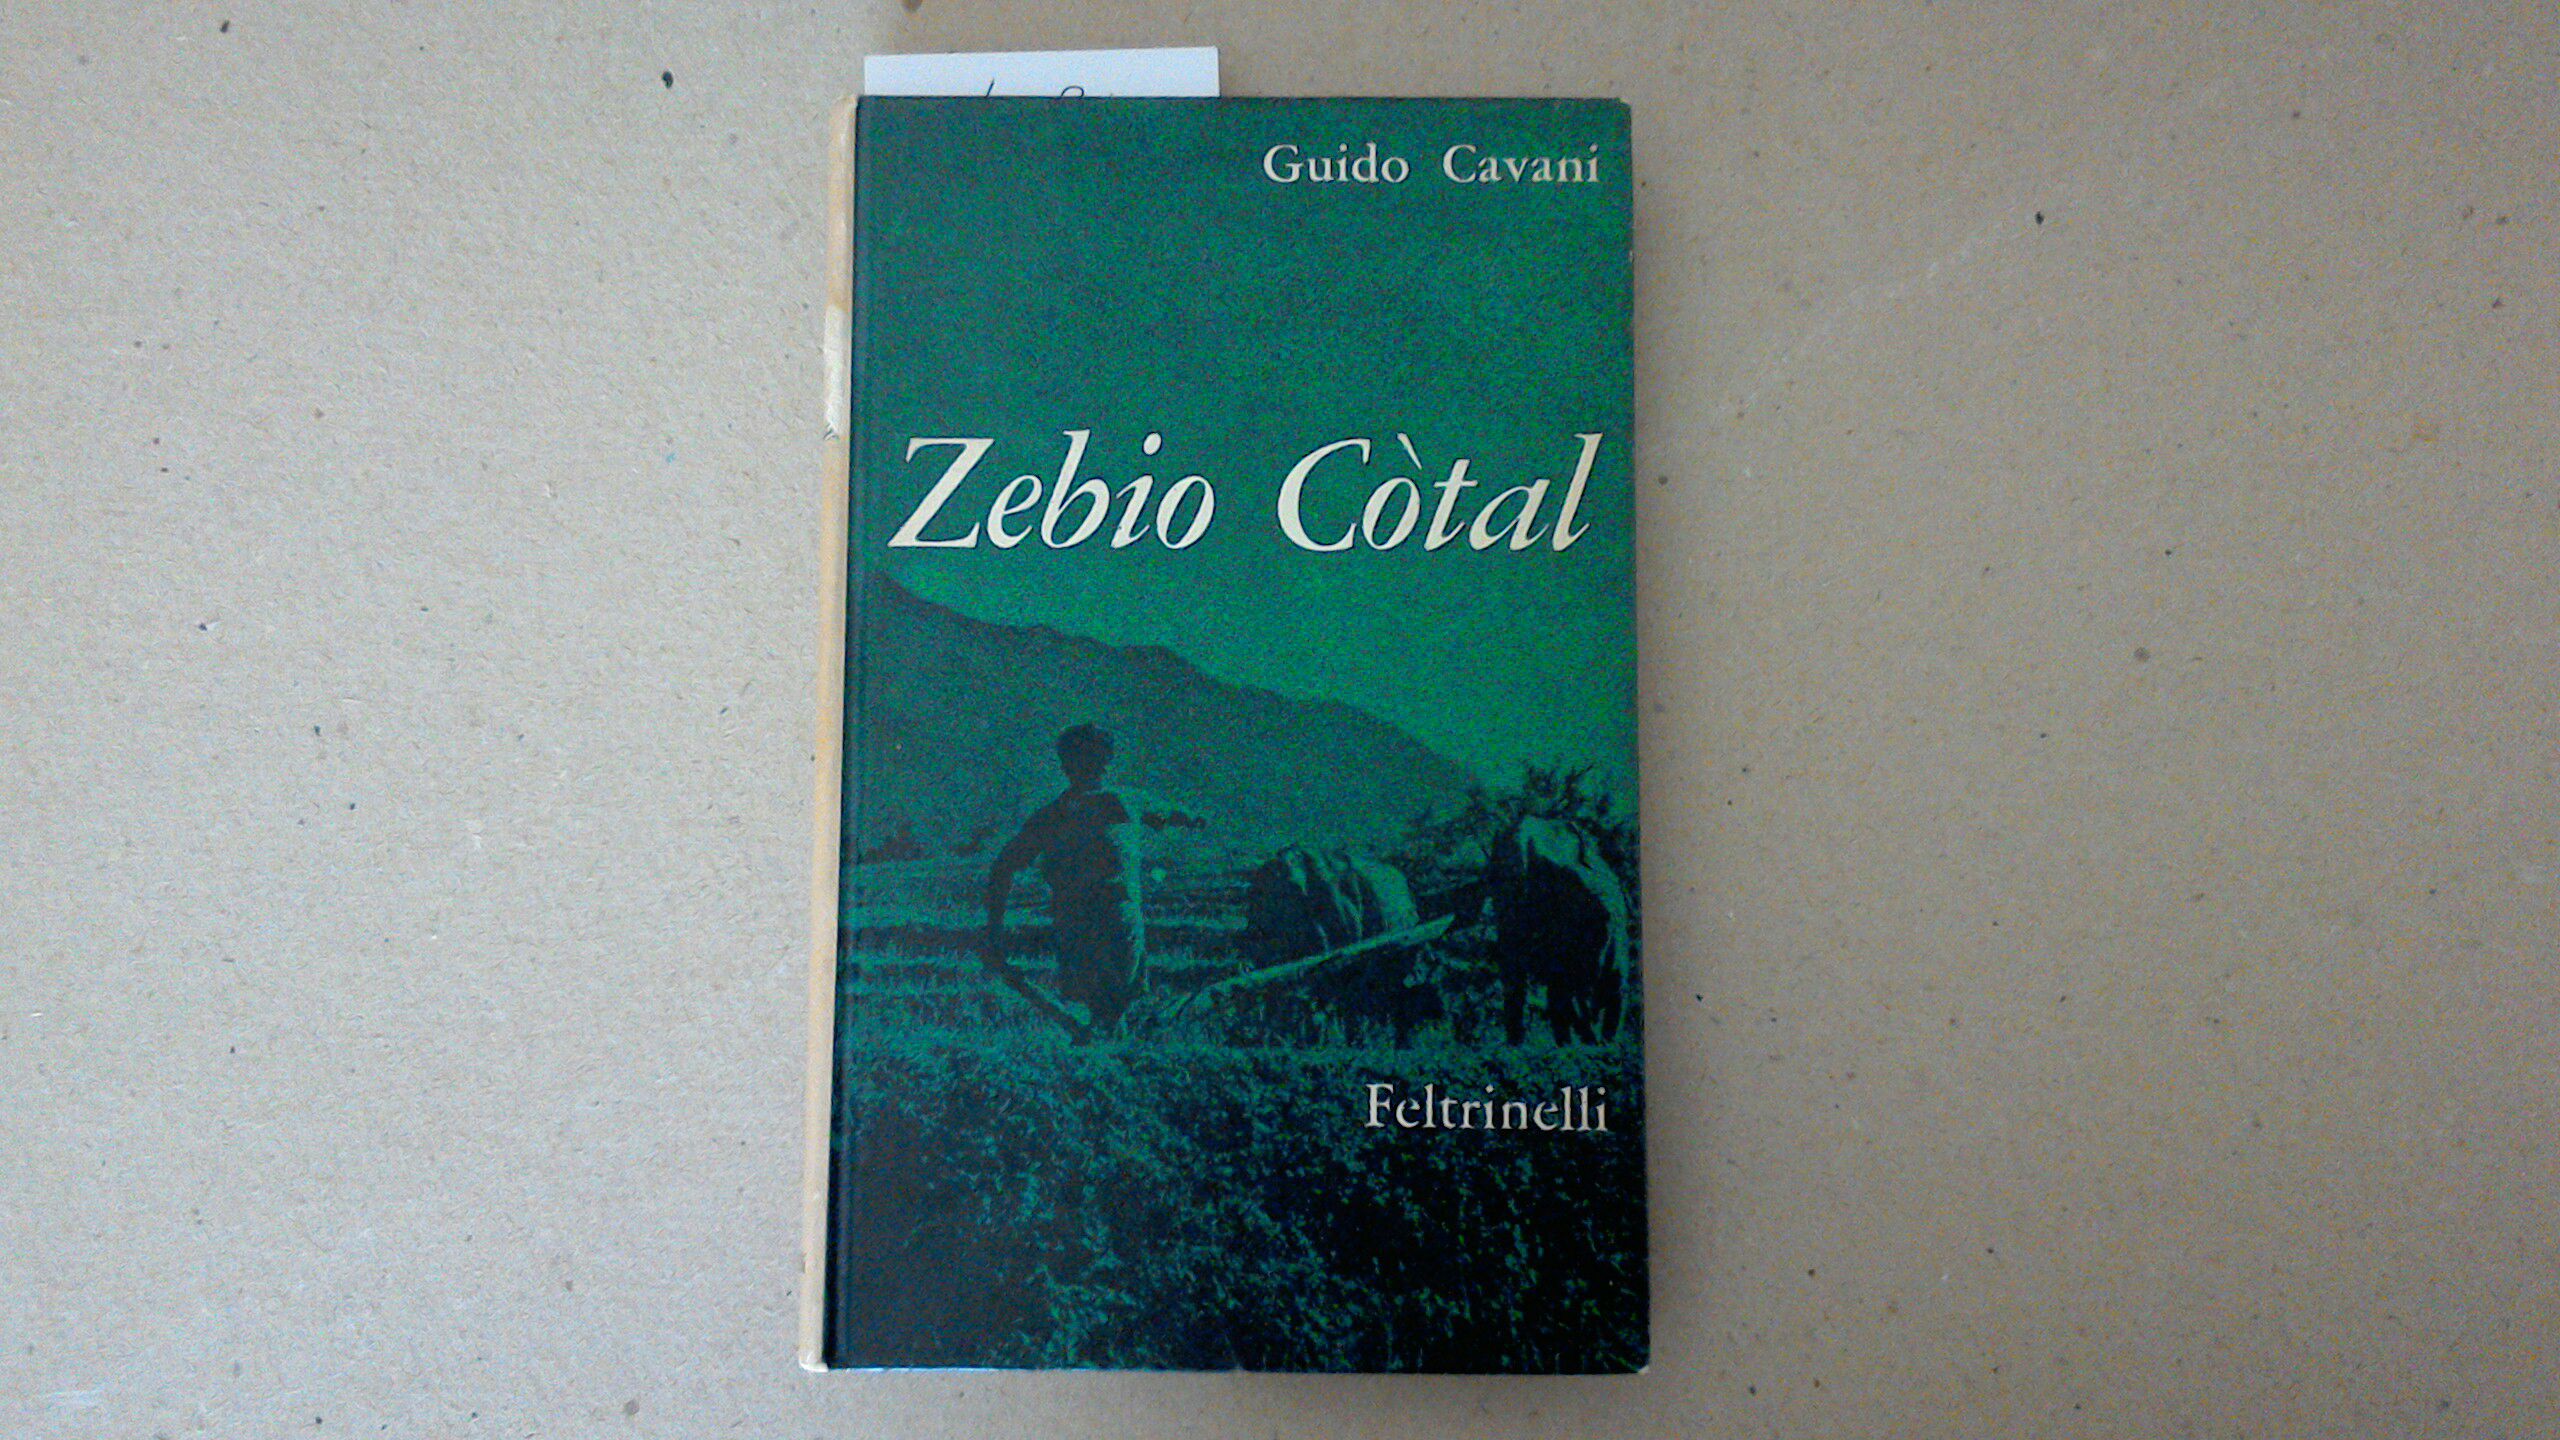 Guido Cavani
Zebio Còtal
Feltrinelli